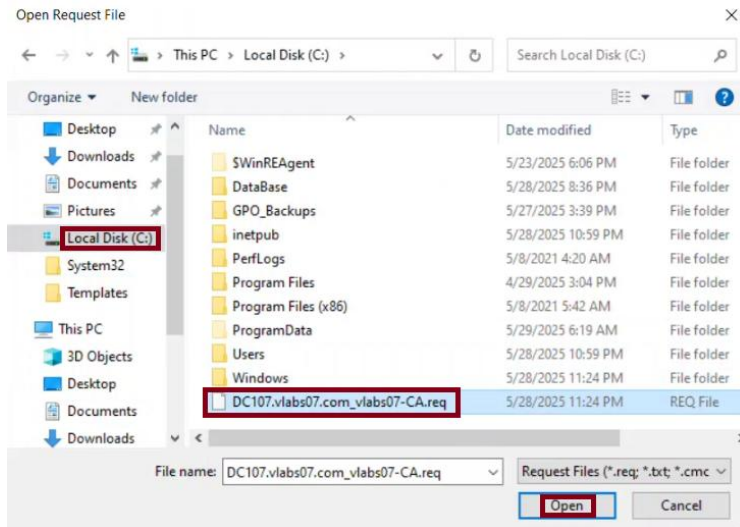 Open Request File
This PC > Local Disk (C:) >
Search Local Disk (C:)
Organize
New folder
Desktop
Downloads
Documents
Pictures
Local Disk (C:)
System32
Templates
This PC
3D Objects
Desktop
Documents
Downloads
Name Date modified Type
$WinREAgent 5/23/2025 6:06 PM File folder
DataBase 5/28/2025 8:36 PM File folder
GPO_Backups 5/27/2025 3:39 PM File folder
inetpub 5/28/2025 10:59 PM File folder
PerfLogs 5/8/2021 4:20 AM File folder
Program Files 4/29/2025 3:04 PM File folder
Program Files (x86) 5/8/2021 5:42 AM File folder
ProgramData 5/29/2025 6:19 AM File folder
Users 5/28/2025 10:59 PM File folder
Windows 5/28/2025 11:24 PM File folder
DC107.vlabs07.com_vlabs07-CA.req 5/28/2025 11:24 PM REQ File
File name: DC107.vlabs07.com_vlabs07-CA.req
Request Files (*.req; *.txt; *.cmc
Open
Cancel